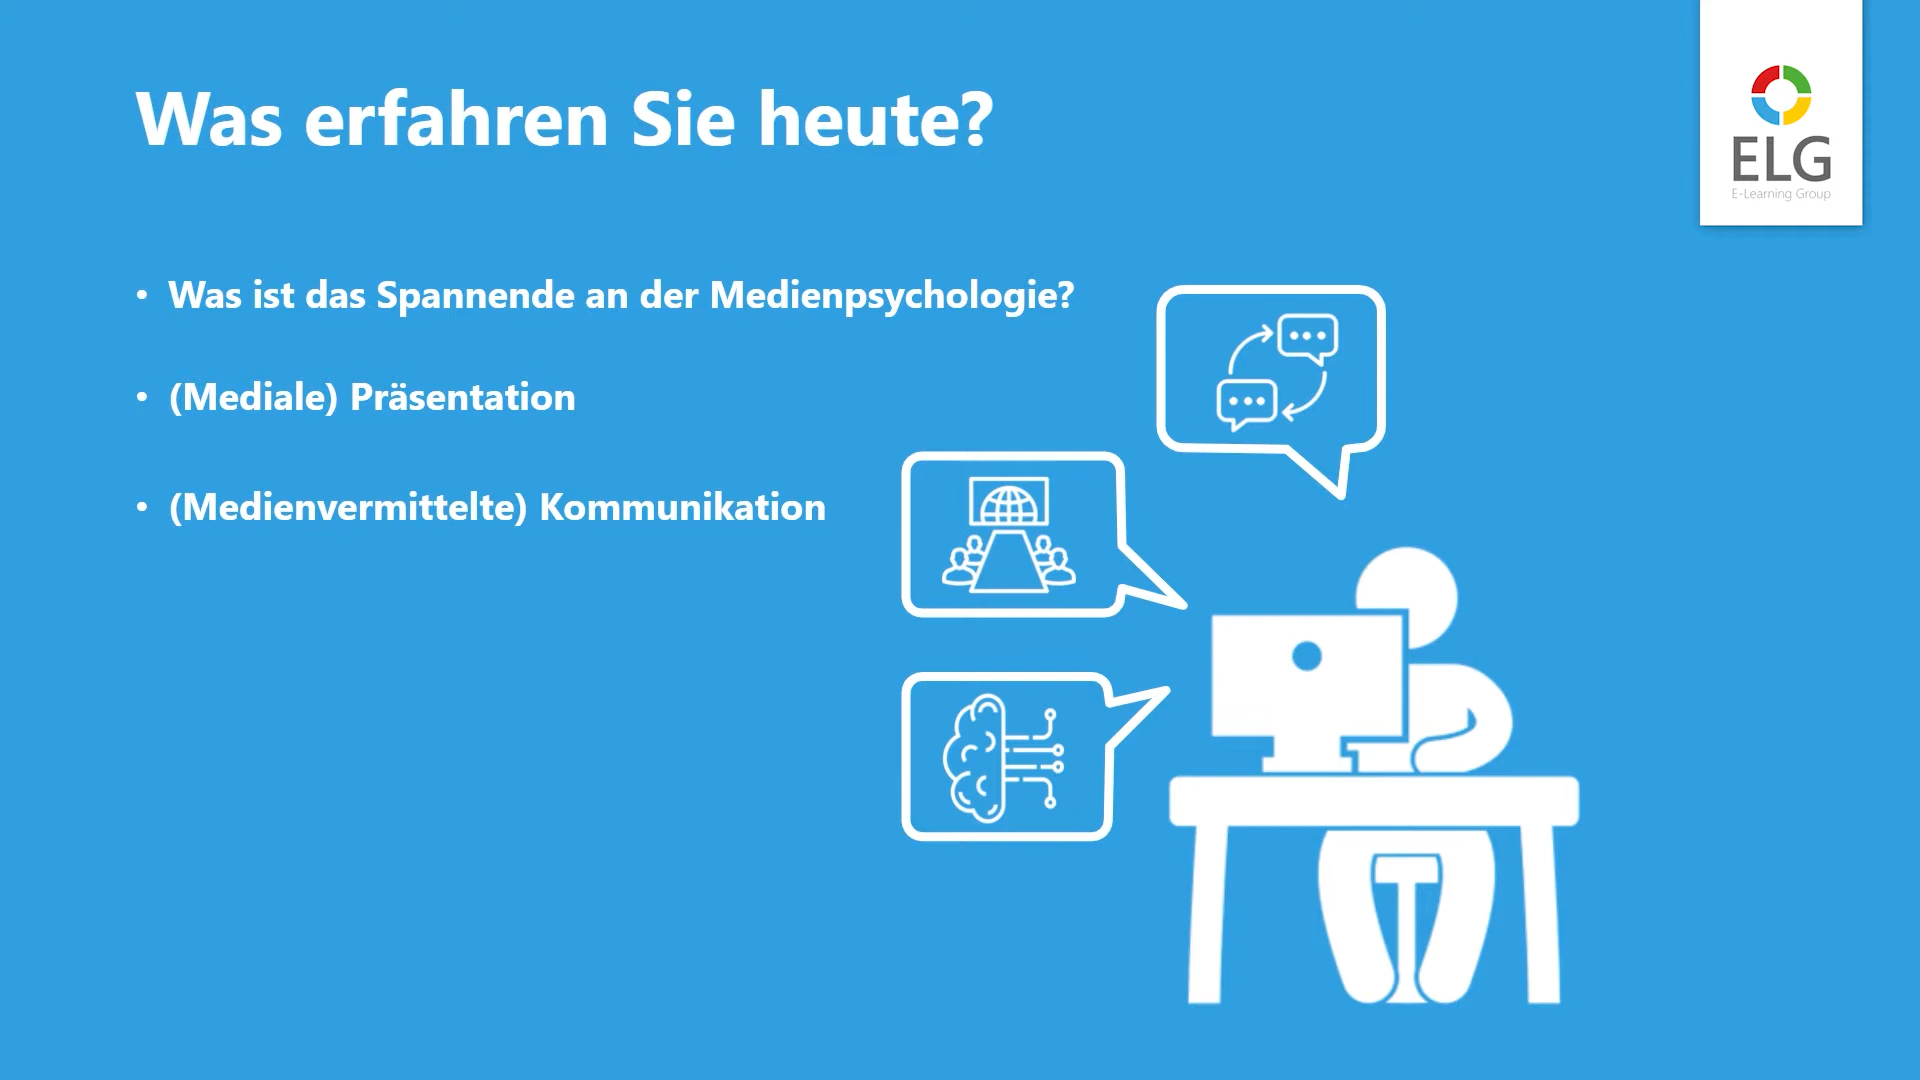 Was erfahren Sie heute?
ELG
E-Learning Group
• Was ist das Spannende an der Medienpsychologie?
• (Mediale) Präsentation
• (Medienvermittelte) Kommunikation